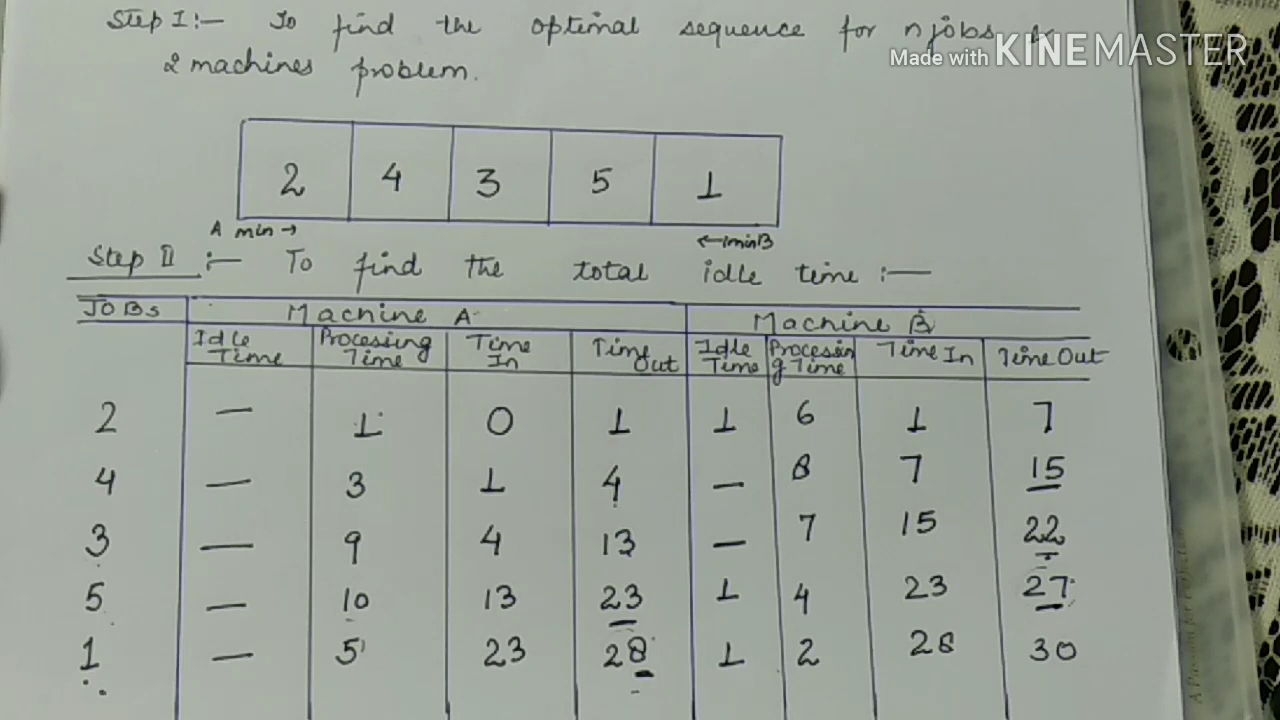 Step I:— To find the optimal sequence for n jobs &
2 machines problem.
Made with KINEMASTER
2 4 3 5 1
A min → ← min B
Step II :— To find the total idle time :—
JOBs Machine A Machine B
Idle Time Processing Time Time In Time Out Idle Time Processing Time Time In Time Out
2 — 1 0 1 1 6 1 7
4 — 3 1 4 — 8 7 15
3 — 9 4 13 — 7 15 22
5 — 10 13 23 1 4 23 27
1 — 5 23 28 1 2 28 30